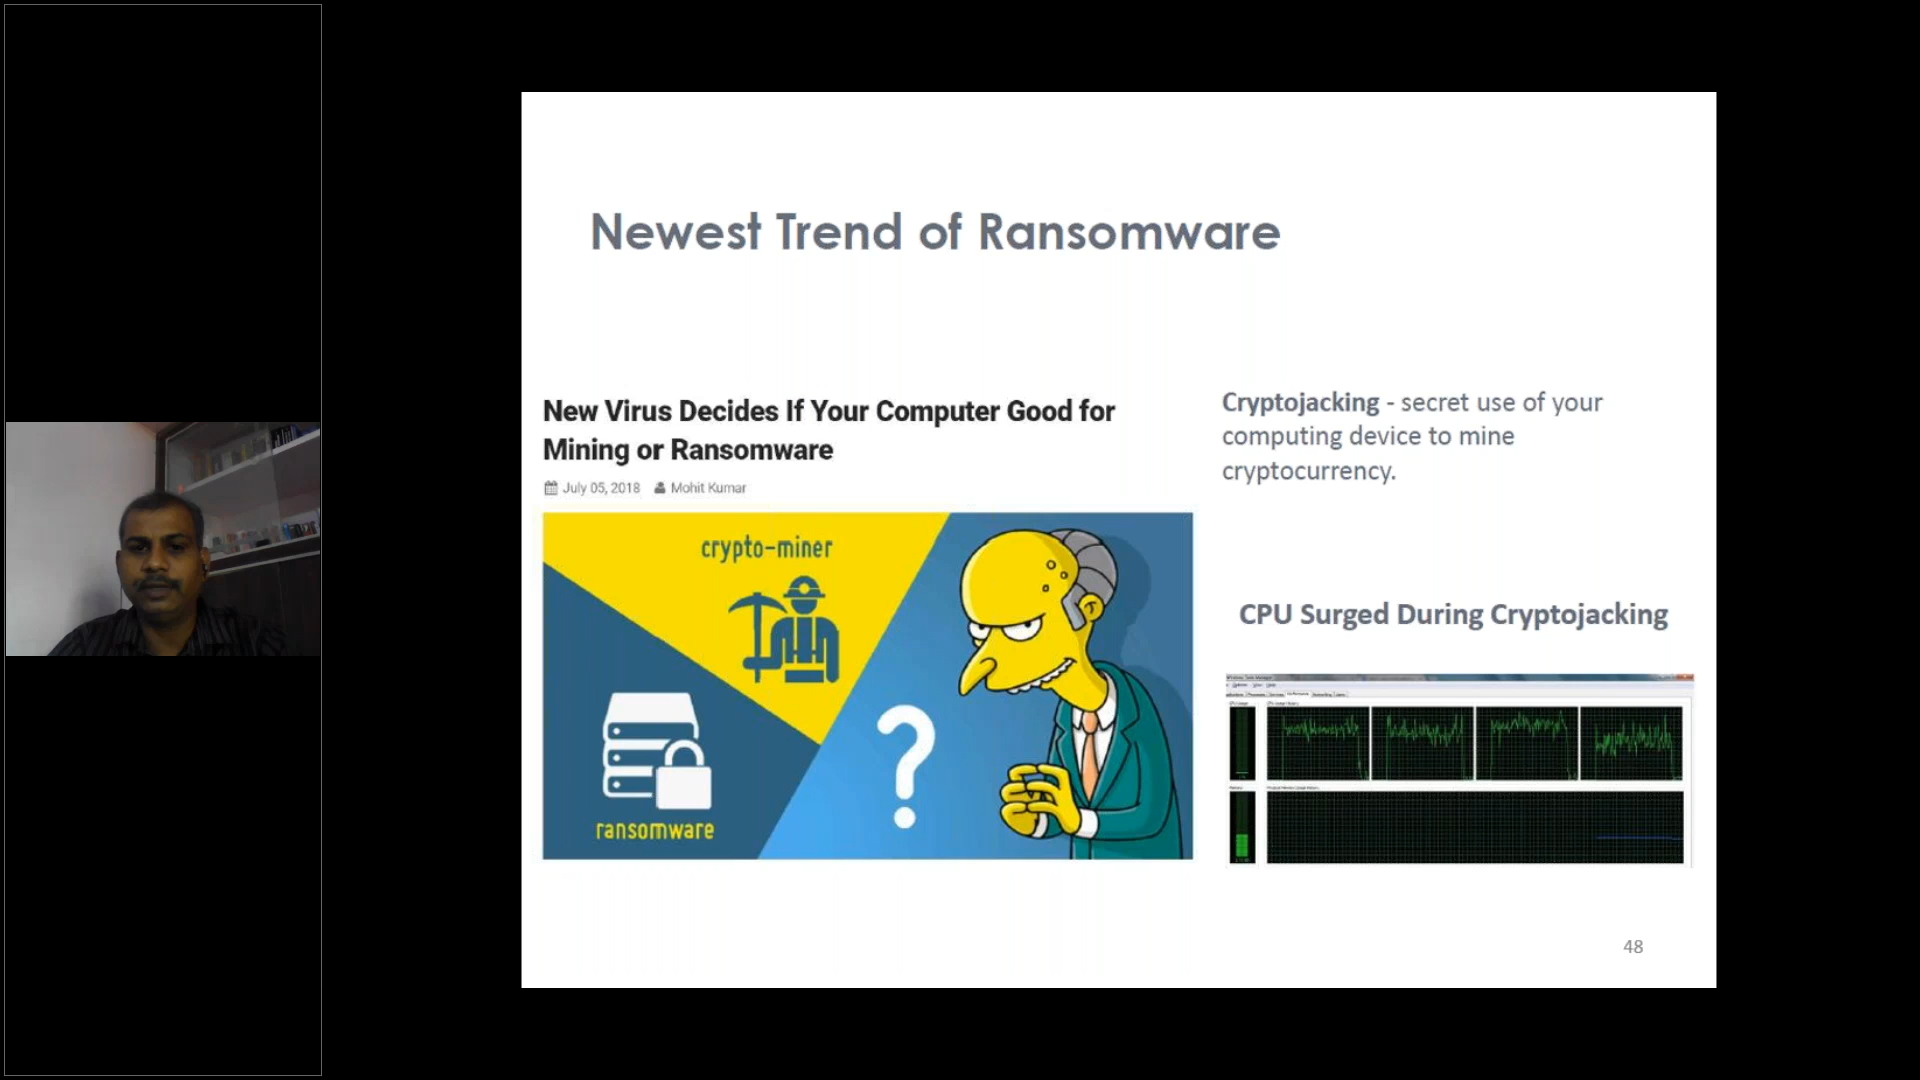 Newest Trend of Ransomware
New Virus Decides If Your Computer Good for
Mining or Ransomware
July 05, 2018 Mohit Kumar
crypto-miner
ransomware
?
Cryptojacking - secret use of your
computing device to mine
cryptocurrency.
CPU Surged During Cryptojacking
48